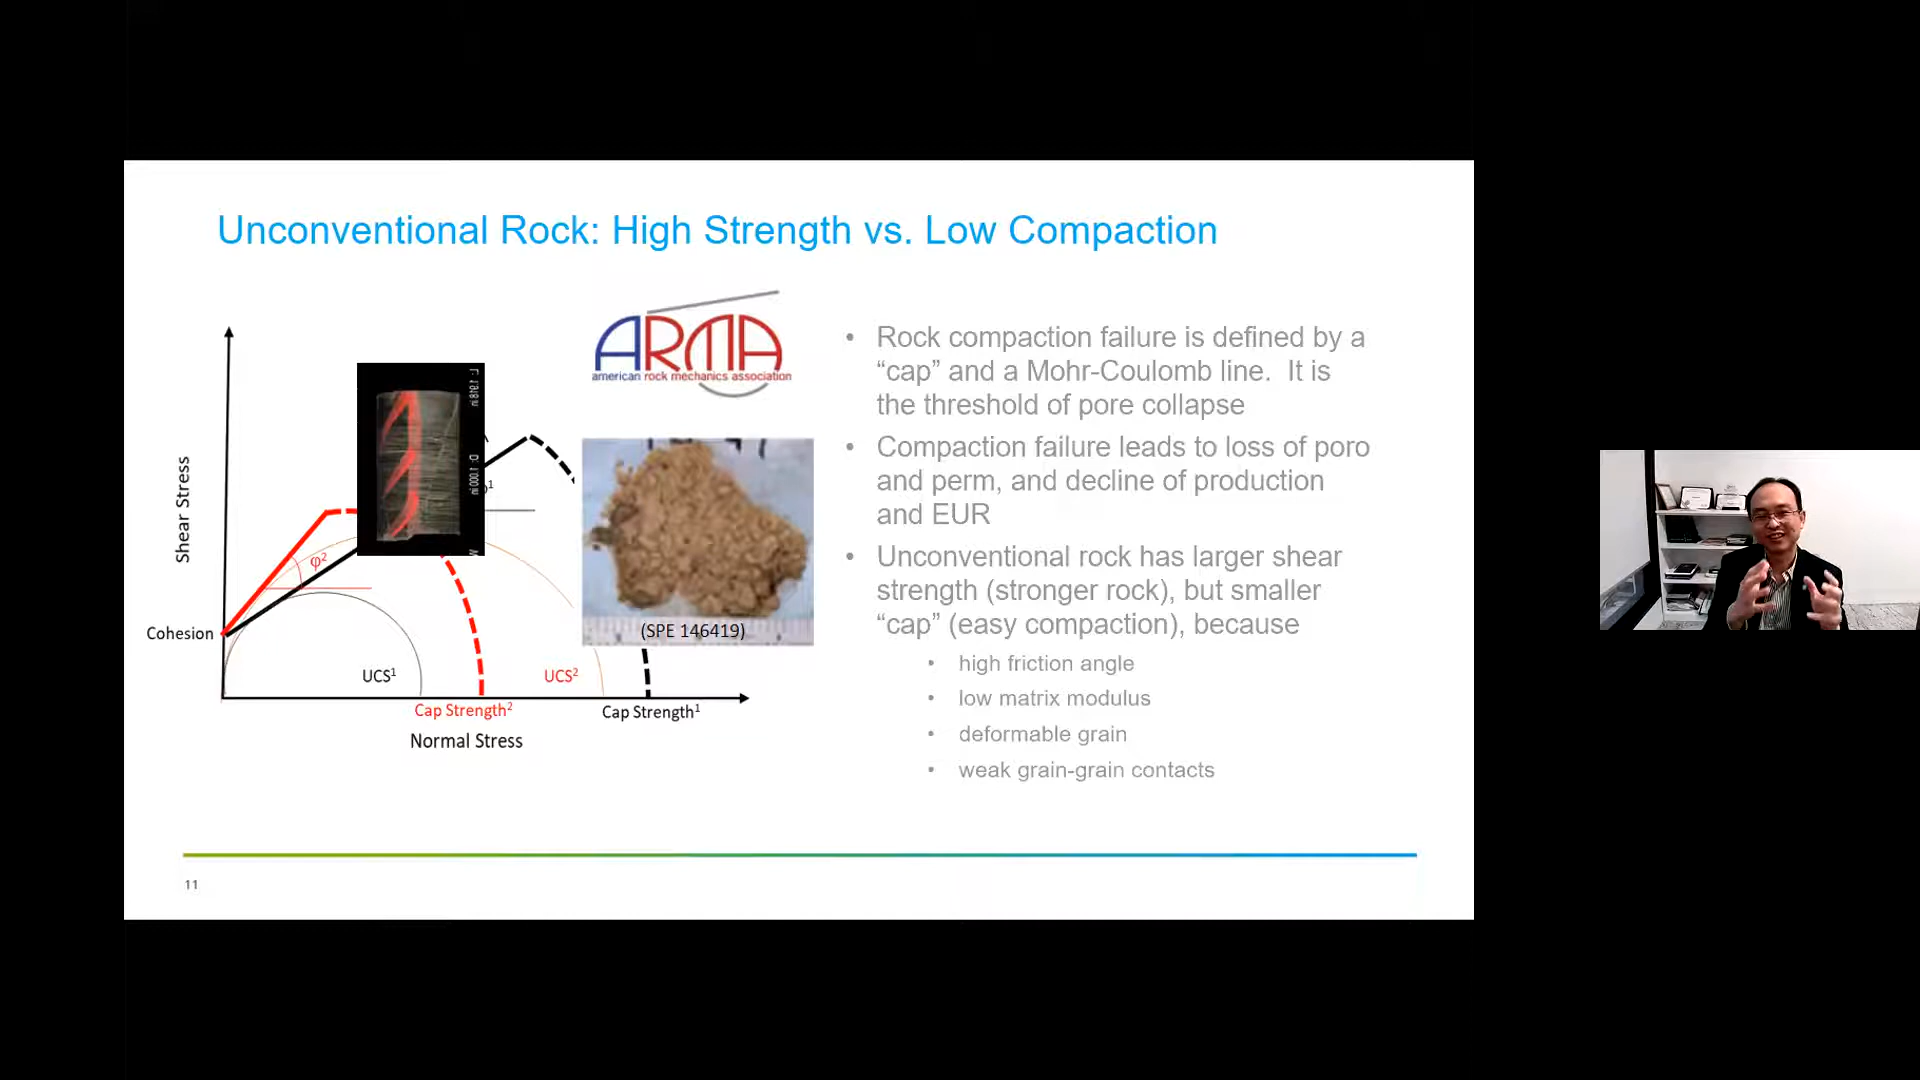 Unconventional Rock: High Strength vs. Low Compaction
ARMA
american rock mechanics association
• Rock compaction failure is defined by a
“cap” and a Mohr-Coulomb line. It is
the threshold of pore collapse
• Compaction failure leads to loss of poro
and perm, and decline of production
and EUR
• Unconventional rock has larger shear
strength (stronger rock), but smaller
“cap” (easy compaction), because
• high friction angle
• low matrix modulus
• deformable grain
• weak grain-grain contacts
Shear Stress
φ²
Cohesion
UCS¹
UCS²
(SPE 146419)
Cap Strength²
Cap Strength¹
Normal Stress
11